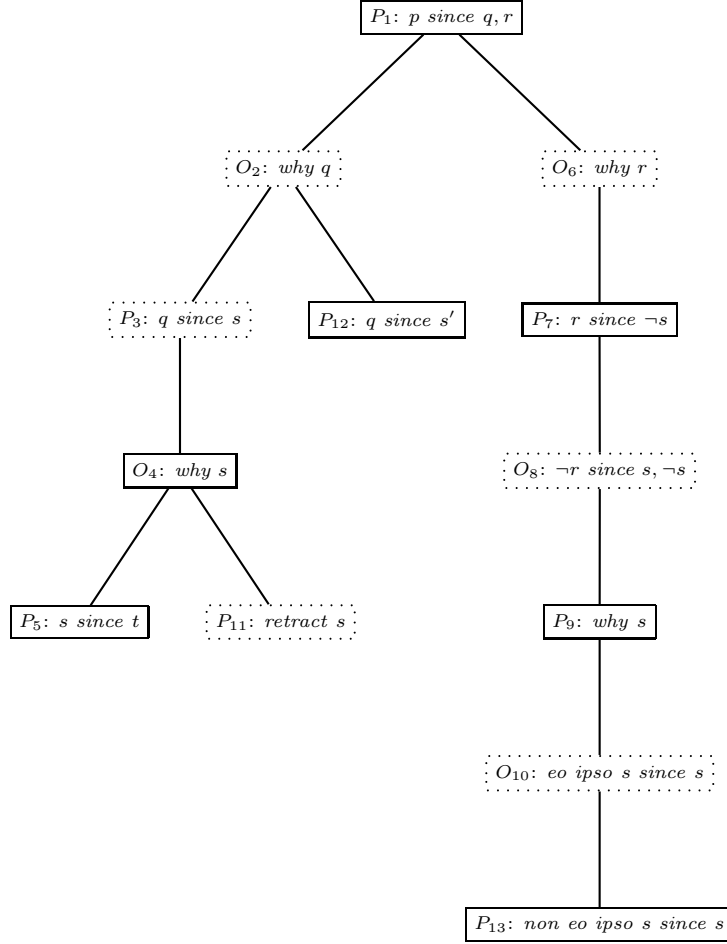 P₁: p since q, r
O₂: why q
O₆: why r
P₃: q since s
P₁₂: q since s′
P₇: r since ¬s
O₄: why s
O₈: ¬r since s, ¬s
P₅: s since t
P₁₁: retract s
P₉: why s
O₁₀: eo ipso s since s
P₁₃: non eo ipso s since s